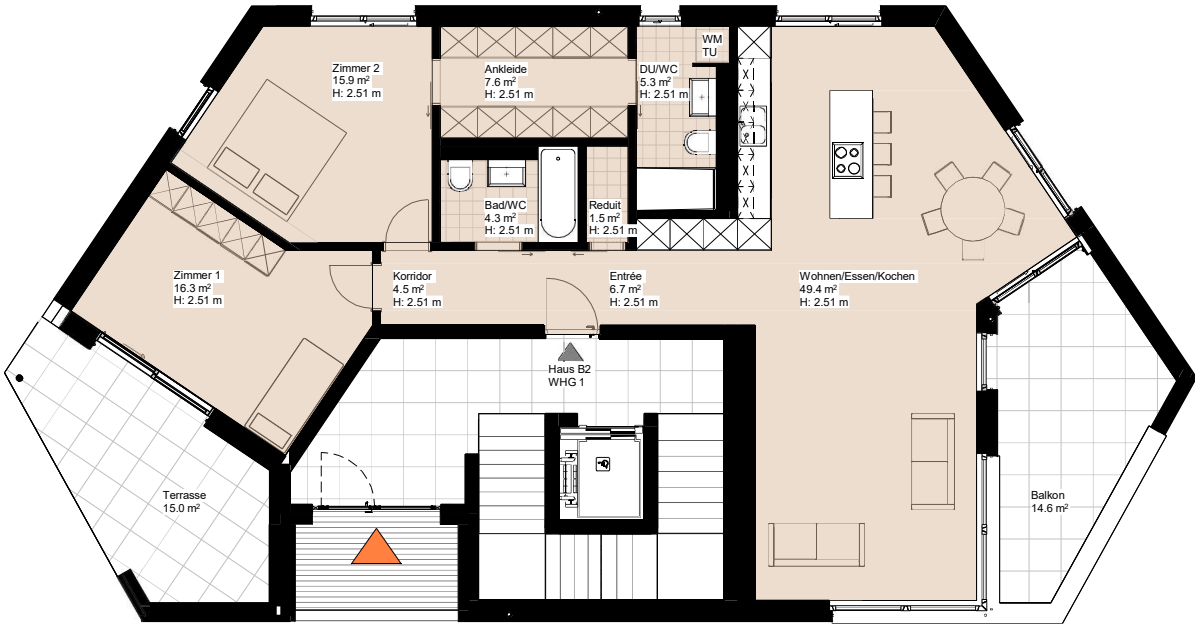 Zimmer 2
15.9 m²
H: 2.51 m
Ankleide
7.6 m²
H: 2.51 m
DU/WC
5.3 m²
H: 2.51 m
WM
TU
Bad/WC
4.3 m²
H: 2.51 m
Reduit
1.5 m²
H: 2.51 m
Zimmer 1
16.3 m²
H: 2.51 m
Korridor
4.5 m²
H: 2.51 m
Entrée
6.7 m²
H: 2.51 m
Wohnen/Essen/Kochen
49.4 m²
H: 2.51 m
Haus B2
WHG 1
Terrasse
15.0 m²
Balkon
14.6 m²